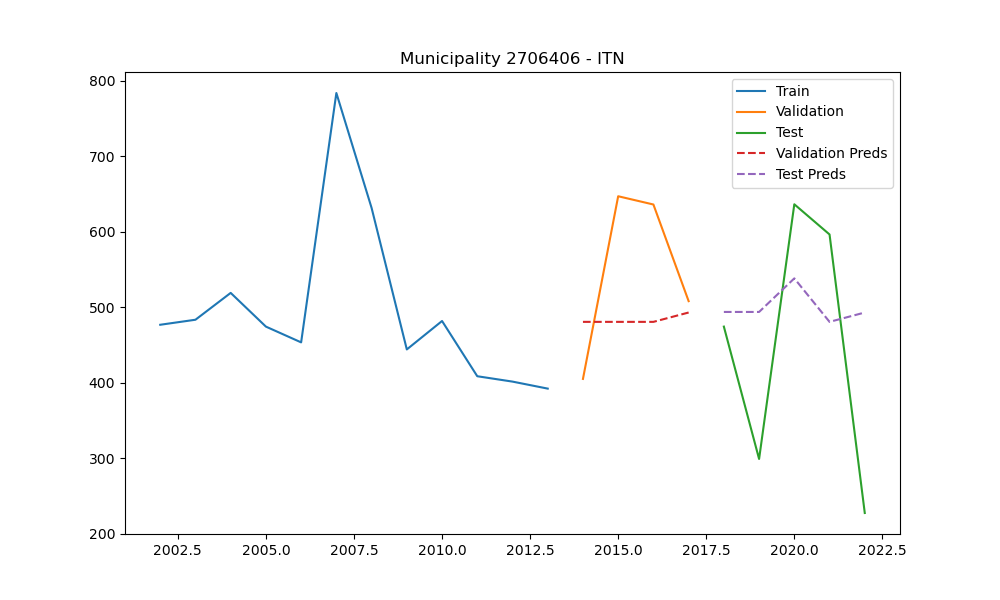 Municipality 2706406 - ITN
800
700
600
500
400
300
200
2002.5 2005.0 2007.5 2010.0 2012.5 2015.0 2017.5 2020.0 2022.5
Train
Validation
Test
Validation Preds
Test Preds